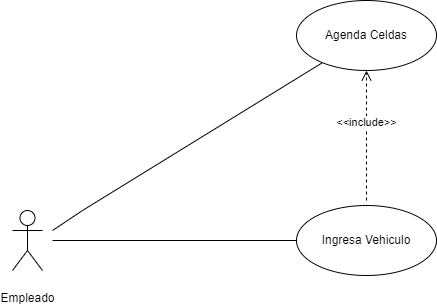 Agenda Celdas
<<include>>
Ingresa Vehiculo
Empleado